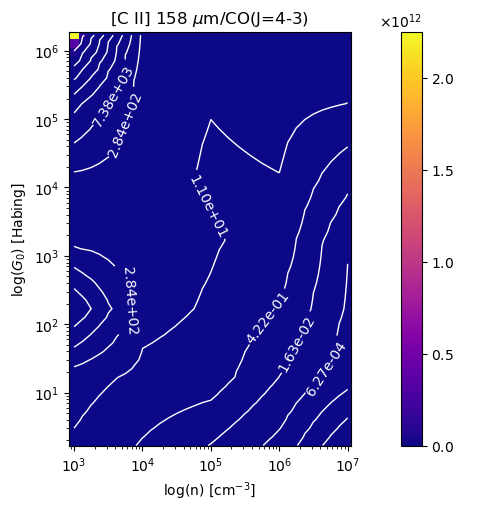 [C II] 158 μm/CO(J=4-3)
×10¹²
log(G₀) [Habing]
10⁶
10⁵
10⁴
10³
10²
10¹
7.38e+03
2.84e+02
1.10e+01
2.84e+02
4.22e-01
1.63e-02
6.27e-04
10³ 10⁴ 10⁵ 10⁶ 10⁷
log(n) [cm⁻³]
2.0
1.5
1.0
0.5
0.0